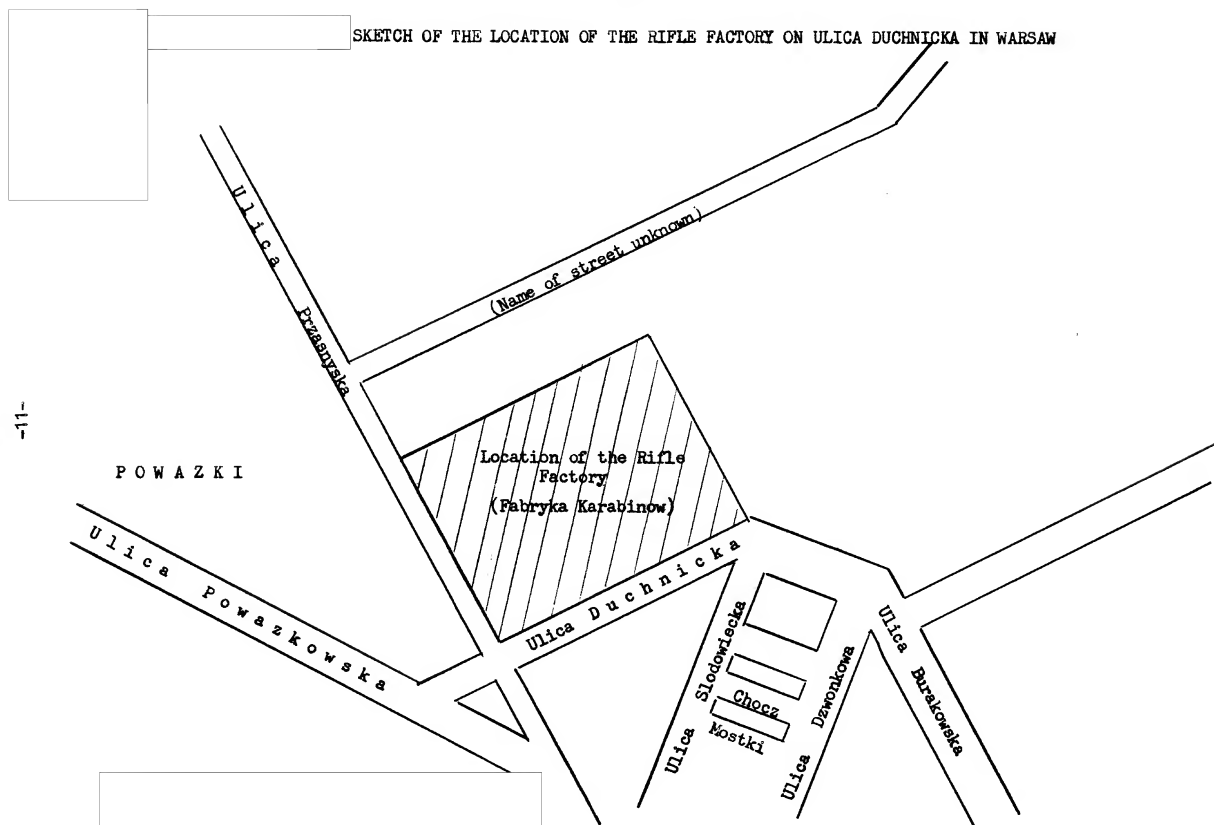 SKETCH OF THE LOCATION OF THE RIFLE FACTORY ON ULICA DUCHNICKA IN WARSAW
Ulica Przasnyska
(Name of street unknown)
-11-
POWAZKI
Location of the Rifle
Factory
(Fabryka Karabinow)
Ulica Powazkowska
Ulica Duchnicka
Ulica Slodowiecka
Chocz
Mostki
Ulica Dzwonkowa
Ulica Burakowska